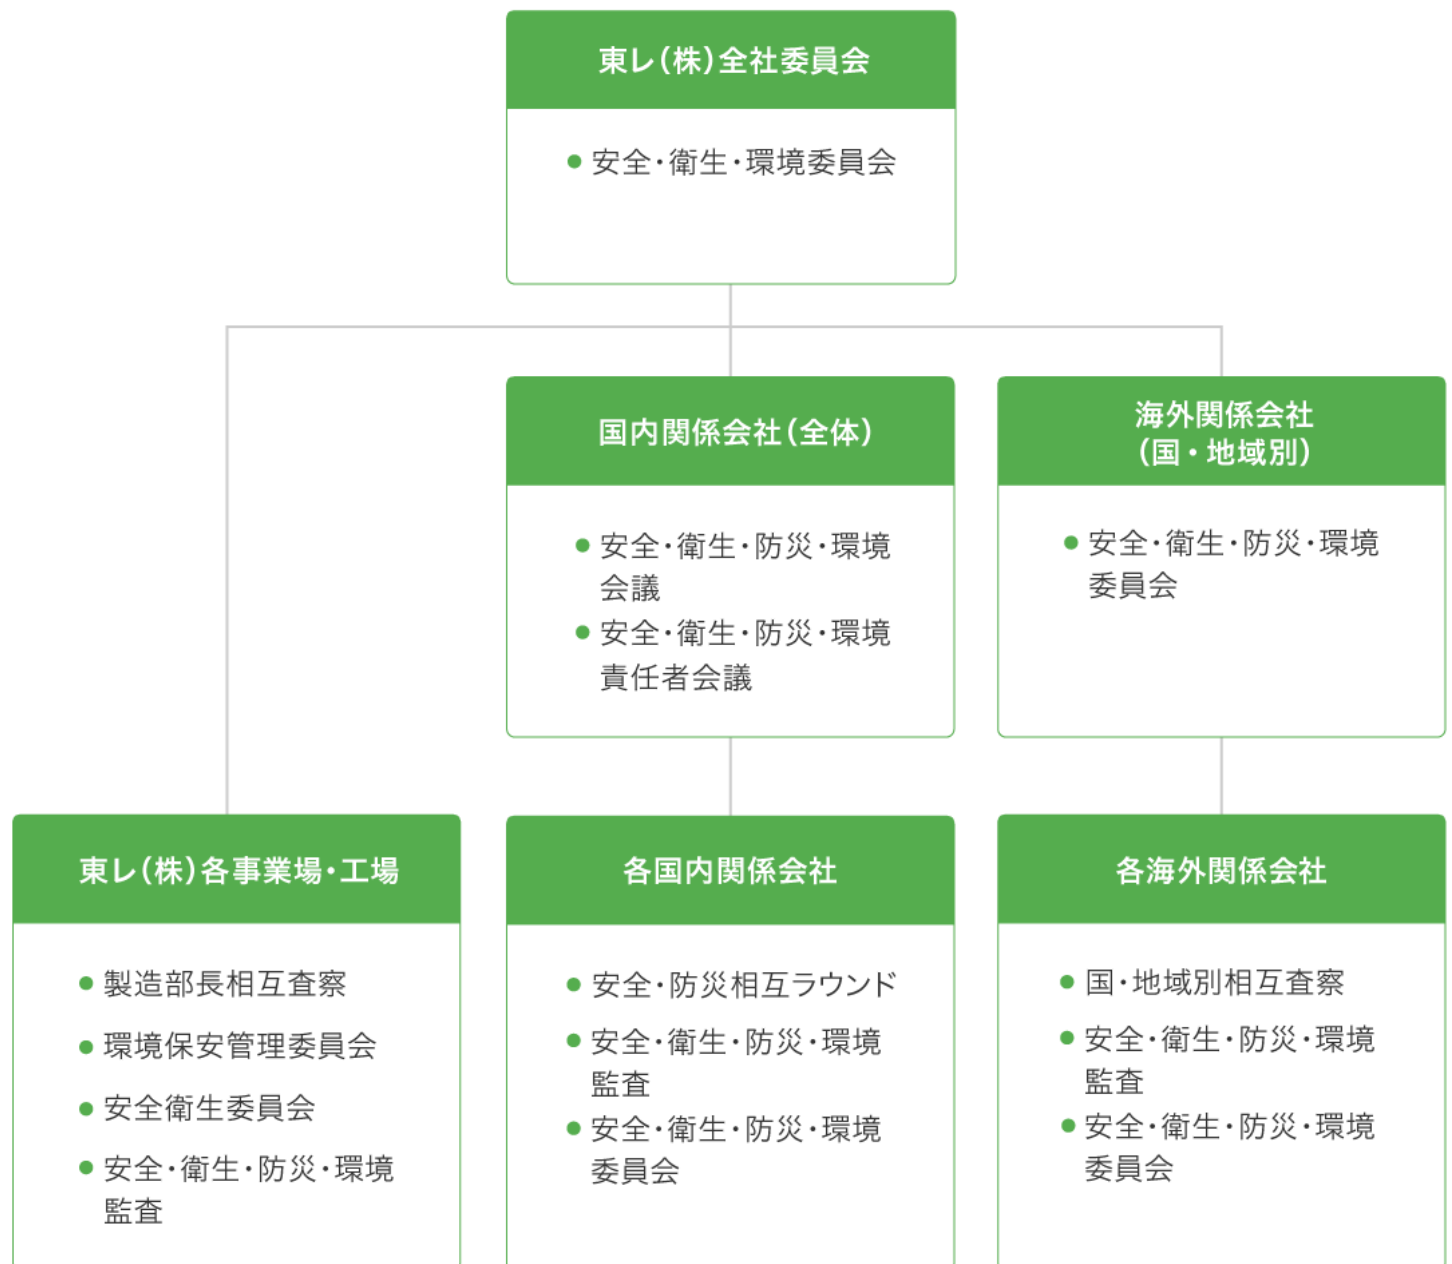 東レ（株）全社委員会
● 安全・衛生・環境委員会
国内関係会社（全体）
● 安全・衛生・防災・環境
会議
● 安全・衛生・防災・環境
責任者会議
海外関係会社
（国・地域別）
● 安全・衛生・防災・環境
委員会
東レ（株）各事業場・工場
● 製造部長相互査察
● 環境保安管理委員会
● 安全衛生委員会
● 安全・衛生・防災・環境
監査
各国内関係会社
● 安全・防災相互ラウンド
● 安全・衛生・防災・環境
監査
● 安全・衛生・防災・環境
委員会
各海外関係会社
● 国・地域別相互査察
● 安全・衛生・防災・環境
監査
● 安全・衛生・防災・環境
委員会